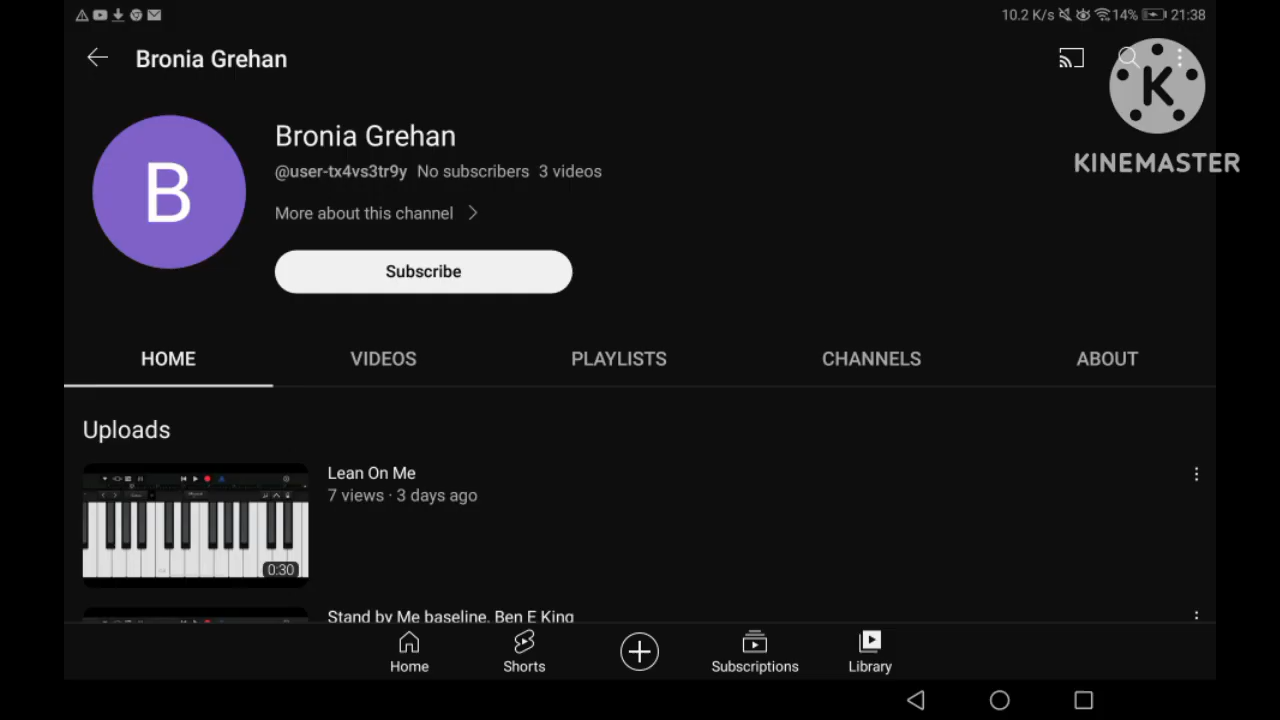 10.2 K/s 14% 21:38
Bronia Grehan
K
KINEMASTER
B
Bronia Grehan
@user-tx4vs3tr9y No subscribers 3 videos
More about this channel
Subscribe
HOME VIDEOS PLAYLISTS CHANNELS ABOUT
Uploads
Lean On Me
7 views · 3 days ago
0:30
Stand by Me baseline. Ben E King
Home Shorts Subscriptions Library